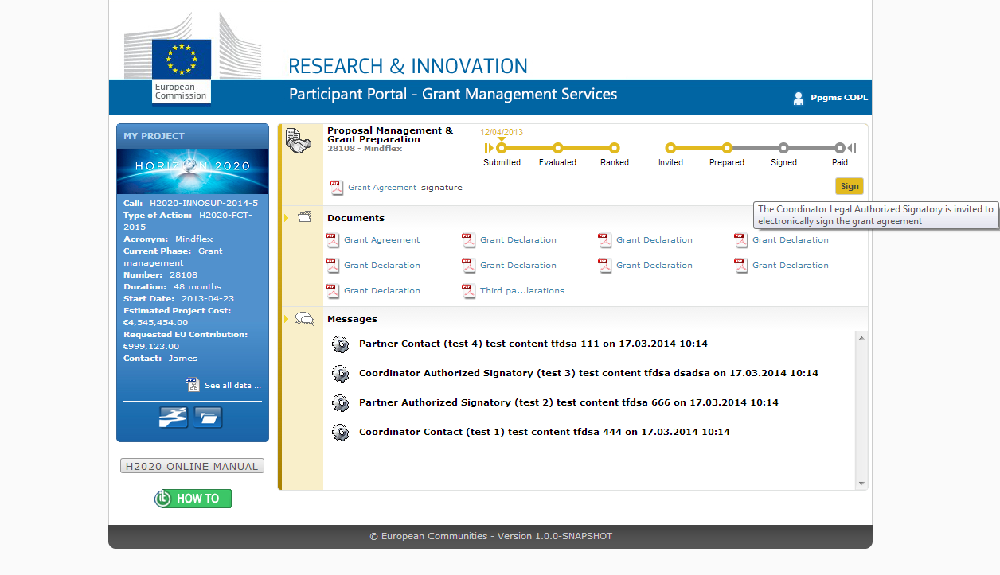 European
Commission
RESEARCH & INNOVATION
Participant Portal - Grant Management Services
Ppgms COPL
MY PROJECT
HORIZON 2020
Call: H2020-INNOSUP-2014-5
Type of Action: H2020-FCT-
2015
Acronym: Mindflex
Current Phase: Grant
management
Number: 28108
Duration: 48 months
Start Date: 2013-04-23
Estimated Project Cost:
€4,545,454.00
Requested EU Contribution:
€999,123.00
Contact: James
See all data ...
H2020 ONLINE MANUAL
HOW TO
Proposal Management &
Grant Preparation
28108 - Mindflex
12/04/2013
Submitted Evaluated Ranked Invited Prepared Signed Paid
Grant Agreement signature
Sign
The Coordinator Legal Authorized Signatory is invited to
electronically sign the grant agreement
Documents
Grant Agreement Grant Declaration Grant Declaration Grant Declaration
Grant Declaration Grant Declaration Grant Declaration Grant Declaration
Grant Declaration Third pa...larations
Messages
Partner Contact (test 4) test content tfdsa 111 on 17.03.2014 10:14
Coordinator Authorized Signatory (test 3) test content tfdsa dsadsa on 17.03.2014 10:14
Partner Authorized Signatory (test 2) test content tfdsa 666 on 17.03.2014 10:14
Coordinator Contact (test 1) test content tfdsa 444 on 17.03.2014 10:14
© European Communities - Version 1.0.0-SNAPSHOT